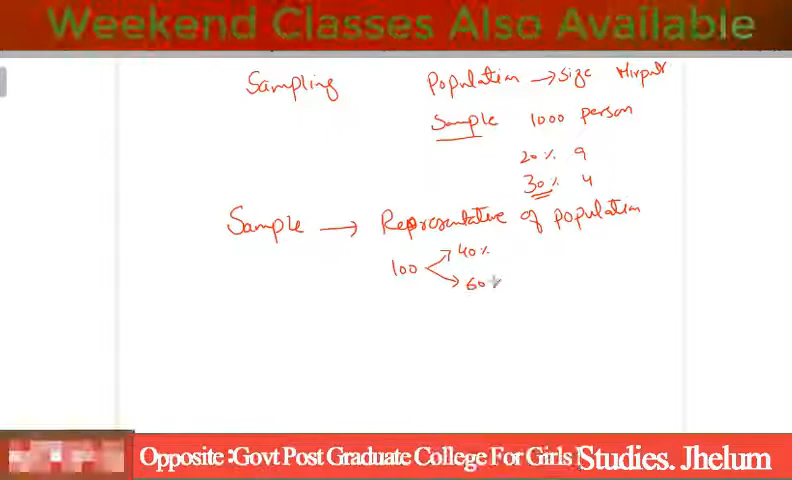 Weekend Classes Also Available
Sampling Population → Size Mirpur
Sample 1000 person
20% 9
30% 4
Sample → Representative of population
100 40%
60
Opposite :Govt Post Graduate College For Girls Studies. Jhelum